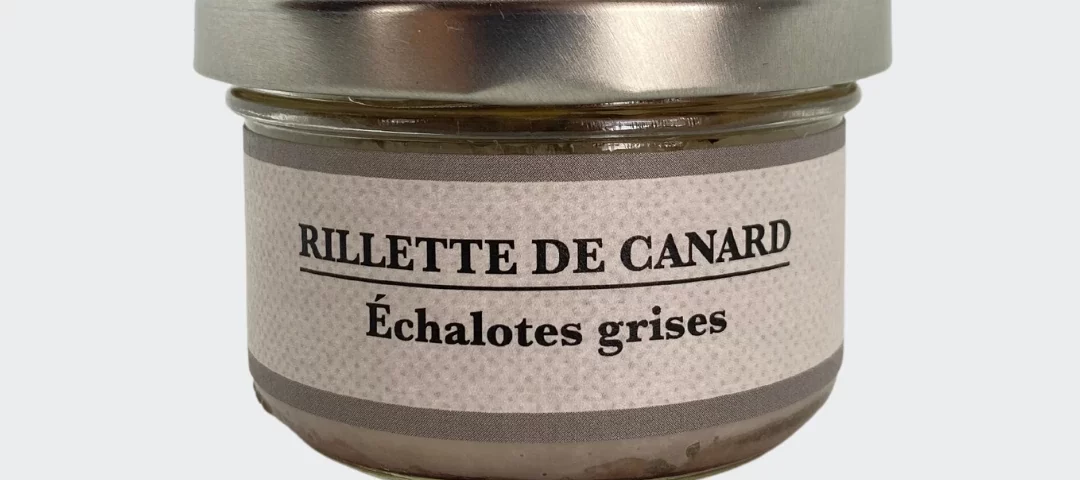 RILLETTE DE CANARD
Échalotes grises